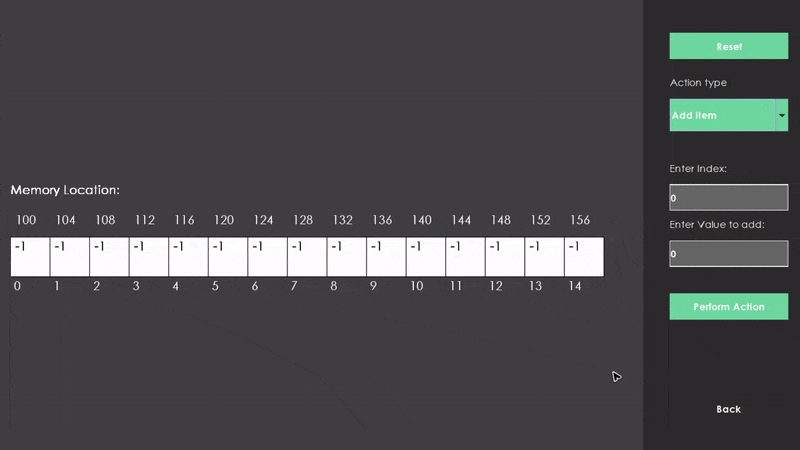 Reset
Action type
Add item
Memory Location:
100 104 108 112 116 120 124 128 132 136 140 144 148 152 156
-1 -1 -1 -1 -1 -1 -1 -1 -1 -1 -1 -1 -1 -1 -1
0 1 2 3 4 5 6 7 8 9 10 11 12 13 14
Enter Index:
0
Enter Value to add:
0
Perform Action
Back